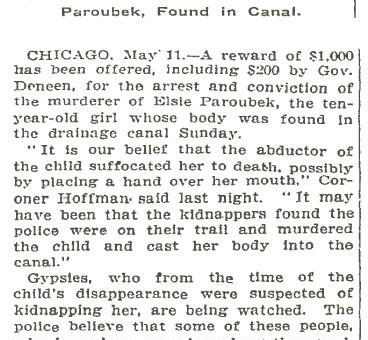 Paroubek, Found in Canal.
CHICAGO, May 11.—A reward of $1,000
has been offered, including $200 by Gov.
Deneen, for the arrest and conviction of
the murderer of Elsie Paroubek, the ten-
year-old girl whose body was found in
the drainage canal Sunday.
"It is our belief that the abductor of
the child suffocated her to death, possibly
by placing a hand over her mouth," Cor-
oner Hoffman said last night. "It may
have been that the kidnappers found the
police were on their trail and murdered
the child and cast her body into the
canal."
Gypsies, who from the time of the
child's disappearance were suspected of
kidnapping her, are being watched. The
police believe that some of these people,